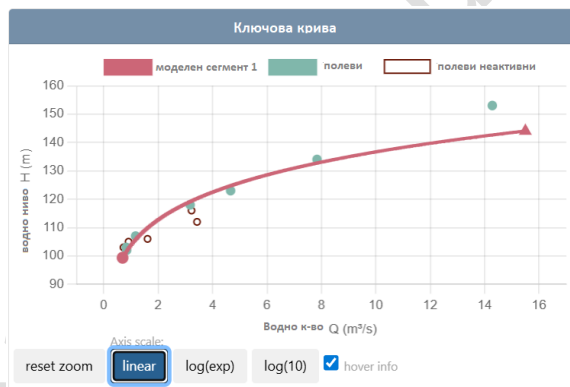 Ключова крива
моделен сегмент 1 полеви полеви неактивни
160
150
140
130
120
110
100
90
водно ниво H (m)
0 2 4 6 8 10 12 14 16
Водно к-во Q (m³/s)
Axis scale:
reset zoom linear log(exp) log(10) hover info